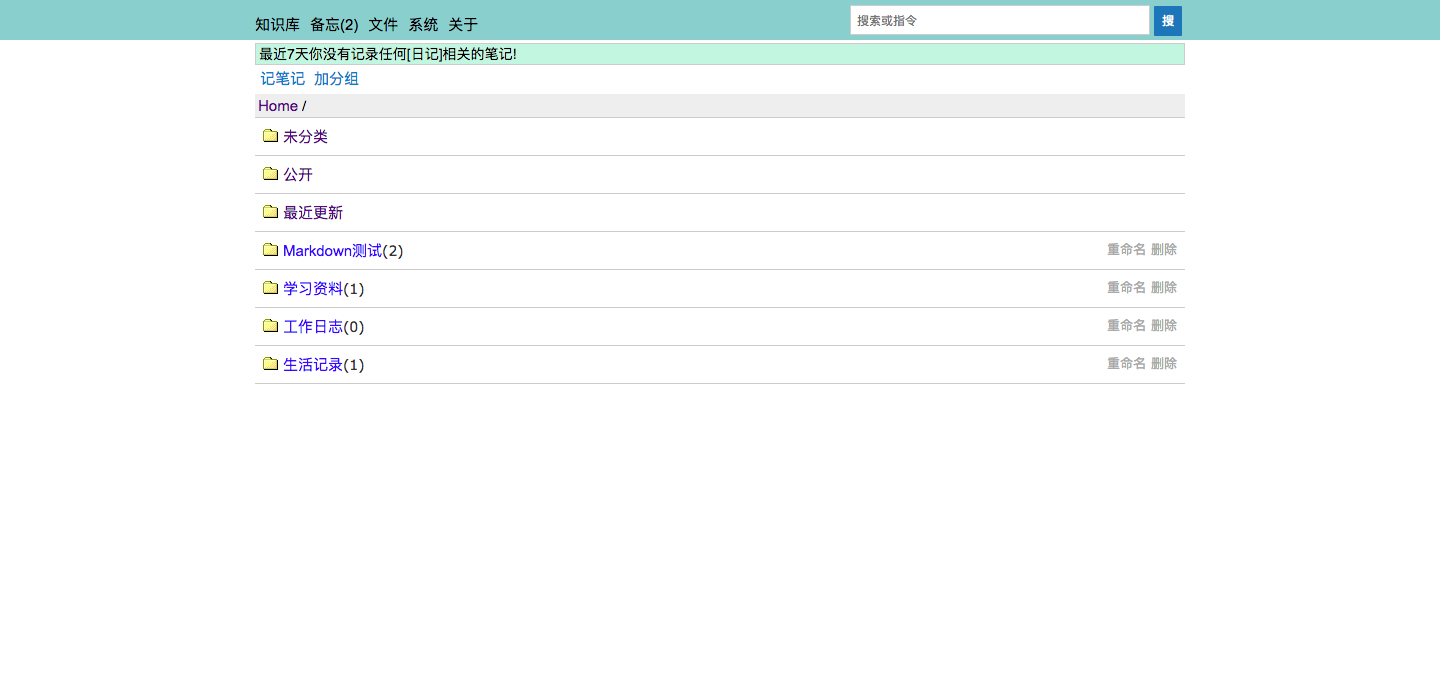 知识库 备忘(2) 文件 系统 关于 搜索或指令 搜
最近7天你没有记录任何[日记]相关的笔记!
记笔记 加分组
Home /
未分类
公开
最近更新
Markdown测试(2) 重命名 删除
学习资料(1) 重命名 删除
工作日志(0) 重命名 删除
生活记录(1) 重命名 删除